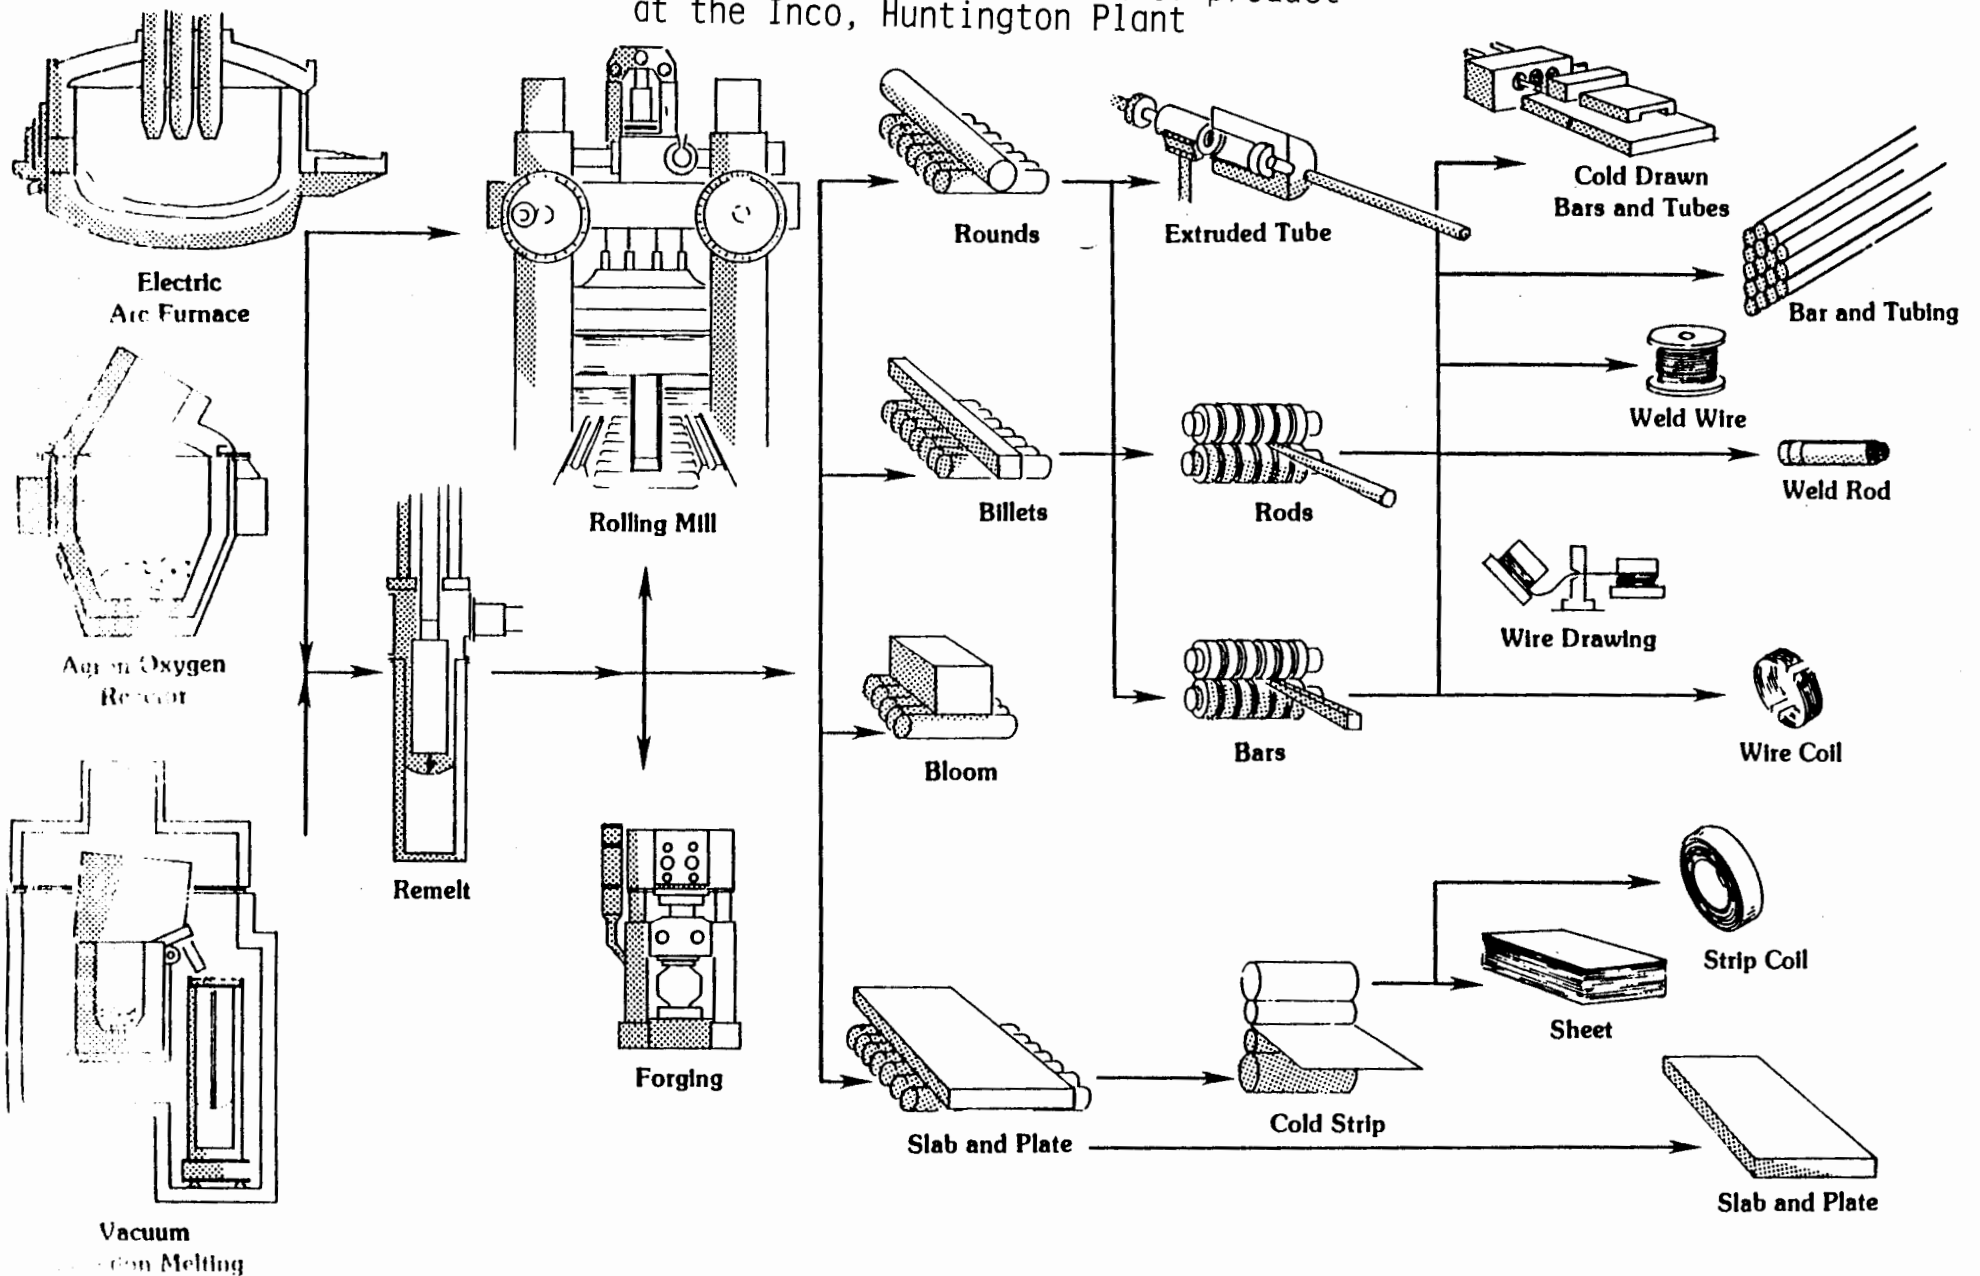 product
at the Inco, Huntington Plant
Electric
Arc Furnace
Oxygen
Vacuum
Melting
Remelt
Rolling Mill
Forging
Rounds
Billets
Bloom
Slab and Plate
Extruded Tube
Rods
Bars
Cold Strip
Cold Drawn
Bars and Tubes
Bar and Tubing
Weld Wire
Weld Rod
Wire Drawing
Wire Coil
Strip Coil
Sheet
Slab and Plate